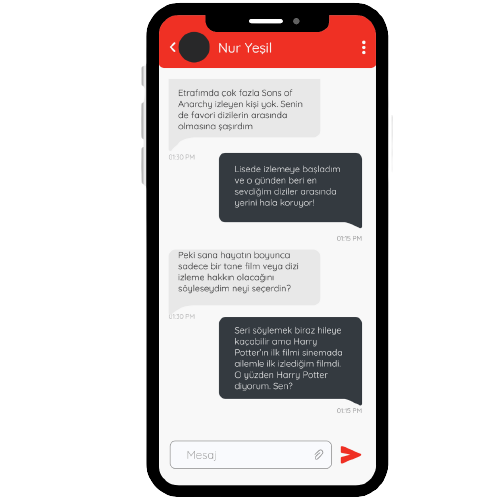 Nur Yeşil
Etrafımda çok fazla Sons of
Anarchy izleyen kişi yok. Senin
de favori dizilerin arasında
olmasına şaşırdım
01:30 PM
Lisede izlemeye başladım
ve o günden beri en
sevdiğim diziler arasında
yerini hala koruyor!
01:15 PM
Peki sana hayatın boyunca
sadece bir tane film veya dizi
izleme hakkın olacağını
söyleseydim neyi seçerdin?
01:30 PM
Seri söylemek biraz hileye
kaçabilir ama Harry
Potter'ın ilk filmi sinemada
ailemle ilk izlediğim filmdi.
O yüzden Harry Potter
diyorum. Sen?
01:15 PM
Mesaj